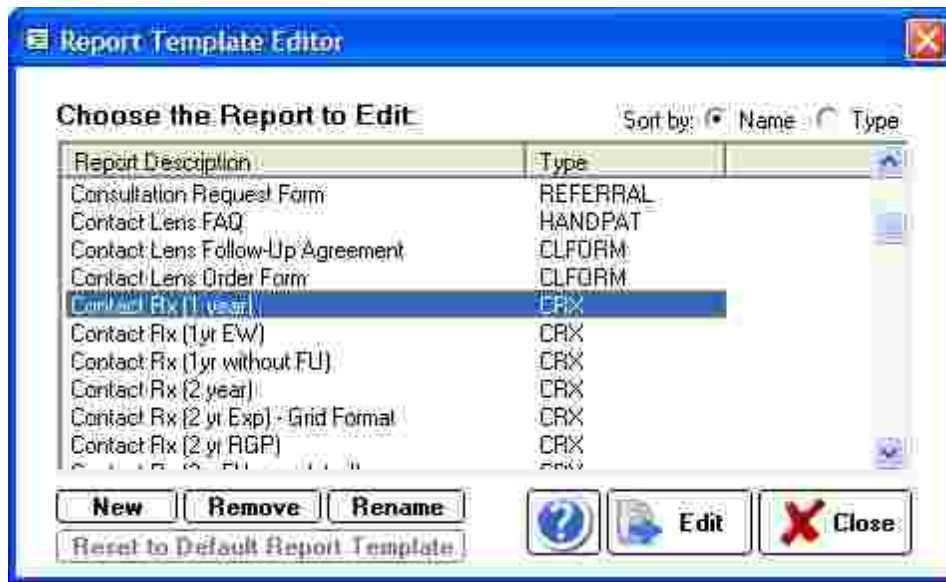 Report Template Editor
Choose the Report to Edit:
Sort by: Name Type
Report Description Type
Consultation Request Form REFERRAL
Contact Lens FAQ HANDPAT
Contact Lens Follow-Up Agreement CLFORM
Contact Lens Order Form CLFORM
Contact Rx (1 year) CRX
Contact Rx (1yr EW) CRX
Contact Rx (1yr without FU) CRX
Contact Rx (2 year) CRX
Contact Rx (2 yr Exp) - Grid Format CRX
Contact Rx (2 yr RGP) CRX
New Remove Rename
Reset to Default Report Template
Edit
Close